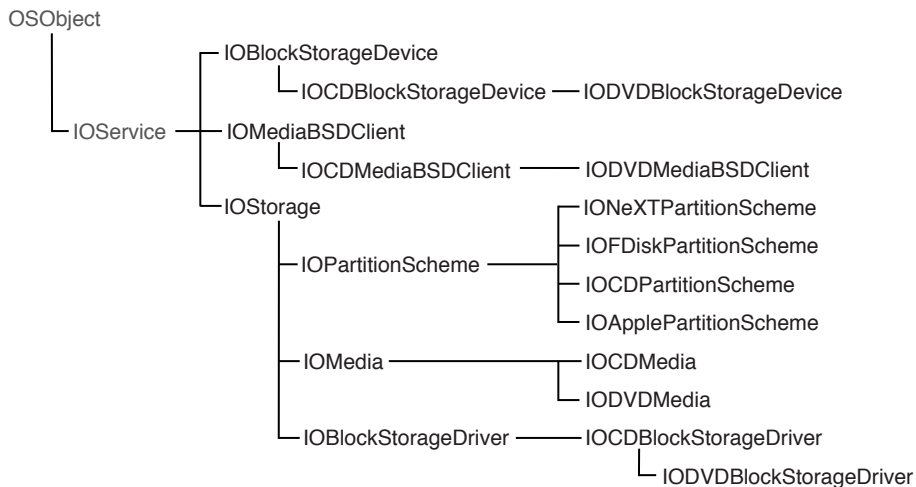 OSObject
IOService
IOBlockStorageDevice
IOCDBlockStorageDevice
IODVDBlockStorageDevice
IOMediaBSDClient
IOCDMediaBSDClient
IODVDMediaBSDClient
IOStorage
IOPartitionScheme
IONeXTPartitionScheme
IOFDiskPartitionScheme
IOCDPartitionScheme
IOApplePartitionScheme
IOMedia
IOCDMedia
IODVDMedia
IOBlockStorageDriver
IOCDBlockStorageDriver
IODVDBlockStorageDriver